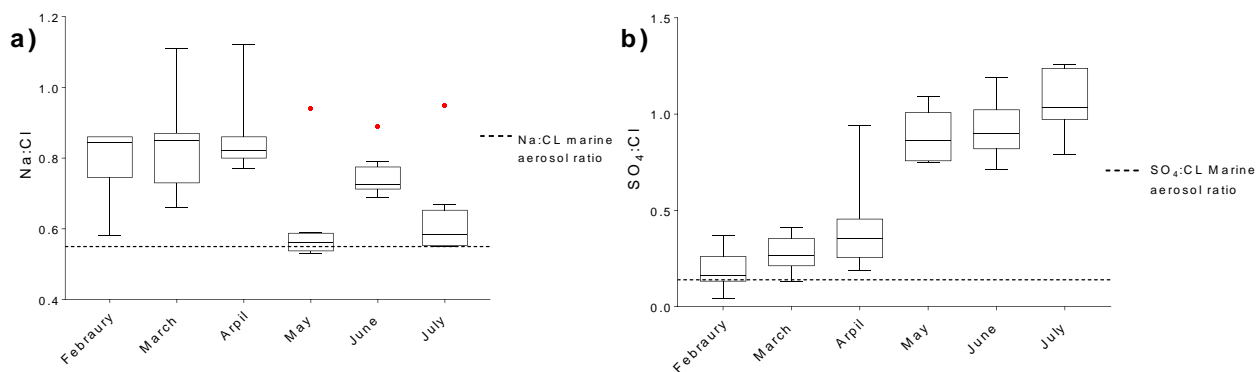 a)
Na:Cl
1.2
1.0
0.8
0.6
0.4
Febraury
March
Arpil
May
June
July
Na:CL marine
aerosol ratio
b)
SO₄:Cl
1.5
1.0
0.5
0.0
Febraury
March
Arpil
May
June
July
SO₄:CL Marine
aerosol ratio